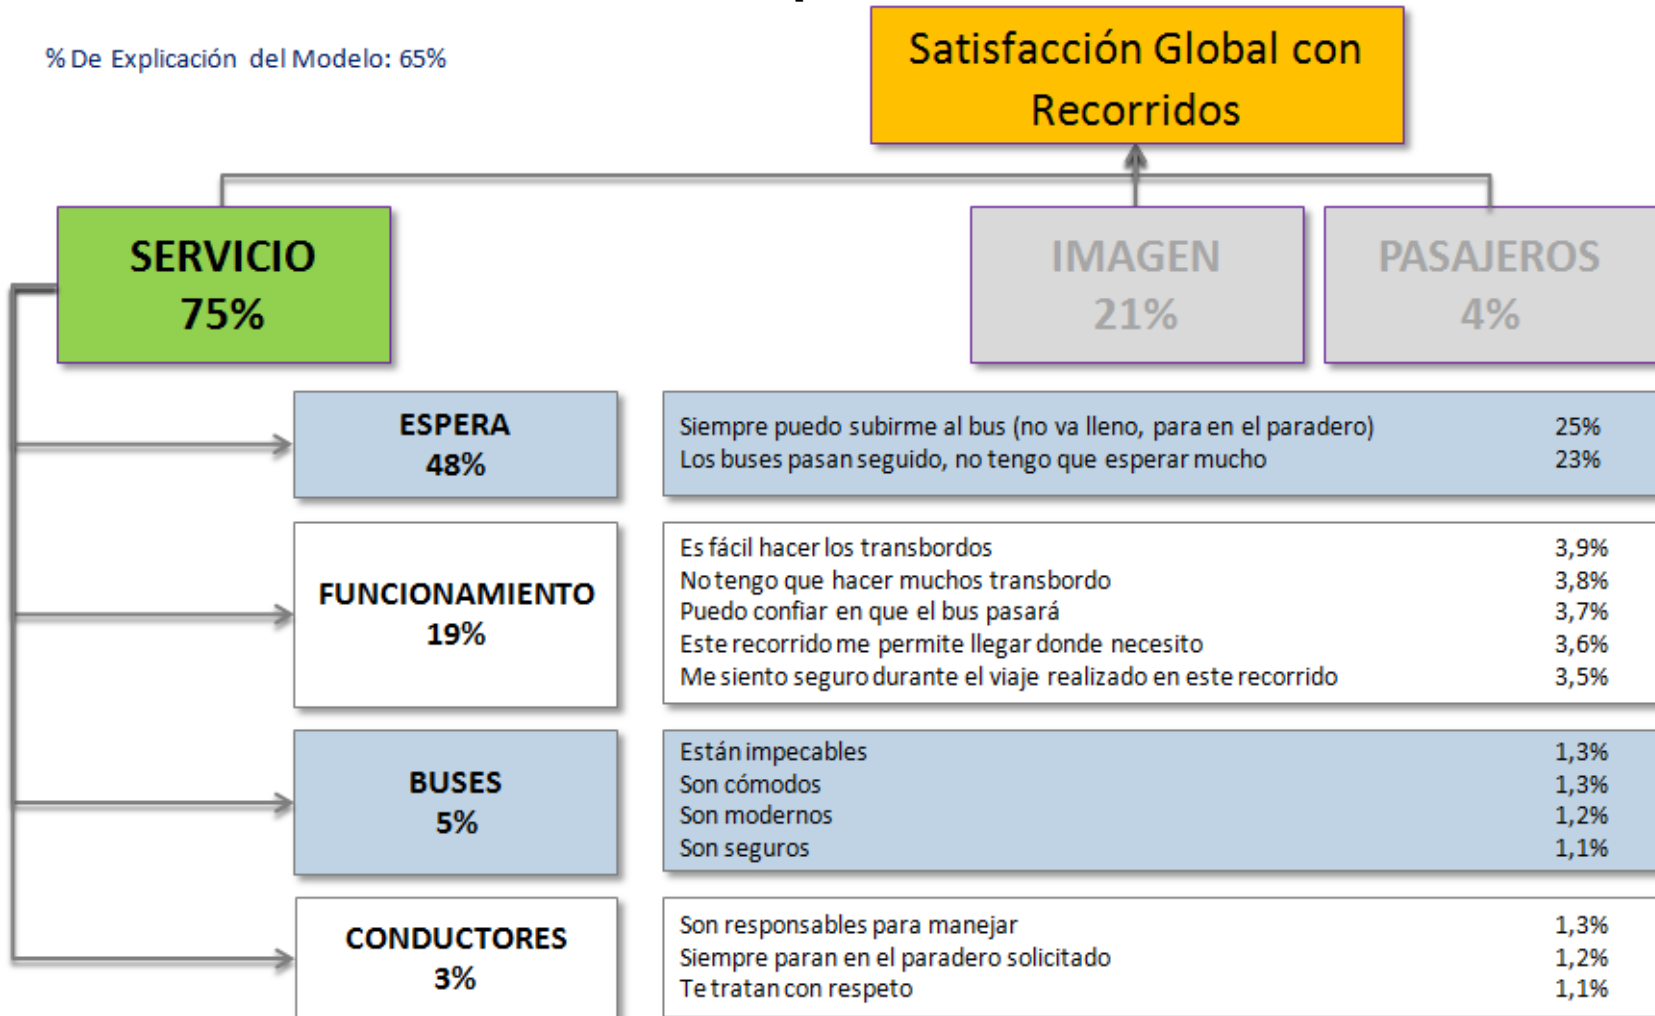 % De Explicación del Modelo: 65%
Satisfacción Global con
Recorridos
SERVICIO
75%
IMAGEN
21%
PASAJEROS
4%
ESPERA
48%
Siempre puedo subirme al bus (no va lleno, para en el paradero) 25%
Los buses pasan seguido, no tengo que esperar mucho 23%
FUNCIONAMIENTO
19%
Es fácil hacer los transbordos 3,9%
No tengo que hacer muchos transbordo 3,8%
Puedo confiar en que el bus pasará 3,7%
Este recorrido me permite llegar donde necesito 3,6%
Me siento seguro durante el viaje realizado en este recorrido 3,5%
BUSES
5%
Están impecables 1,3%
Son cómodos 1,3%
Son modernos 1,2%
Son seguros 1,1%
CONDUCTORES
3%
Son responsables para manejar 1,3%
Siempre paran en el paradero solicitado 1,2%
Te tratan con respeto 1,1%